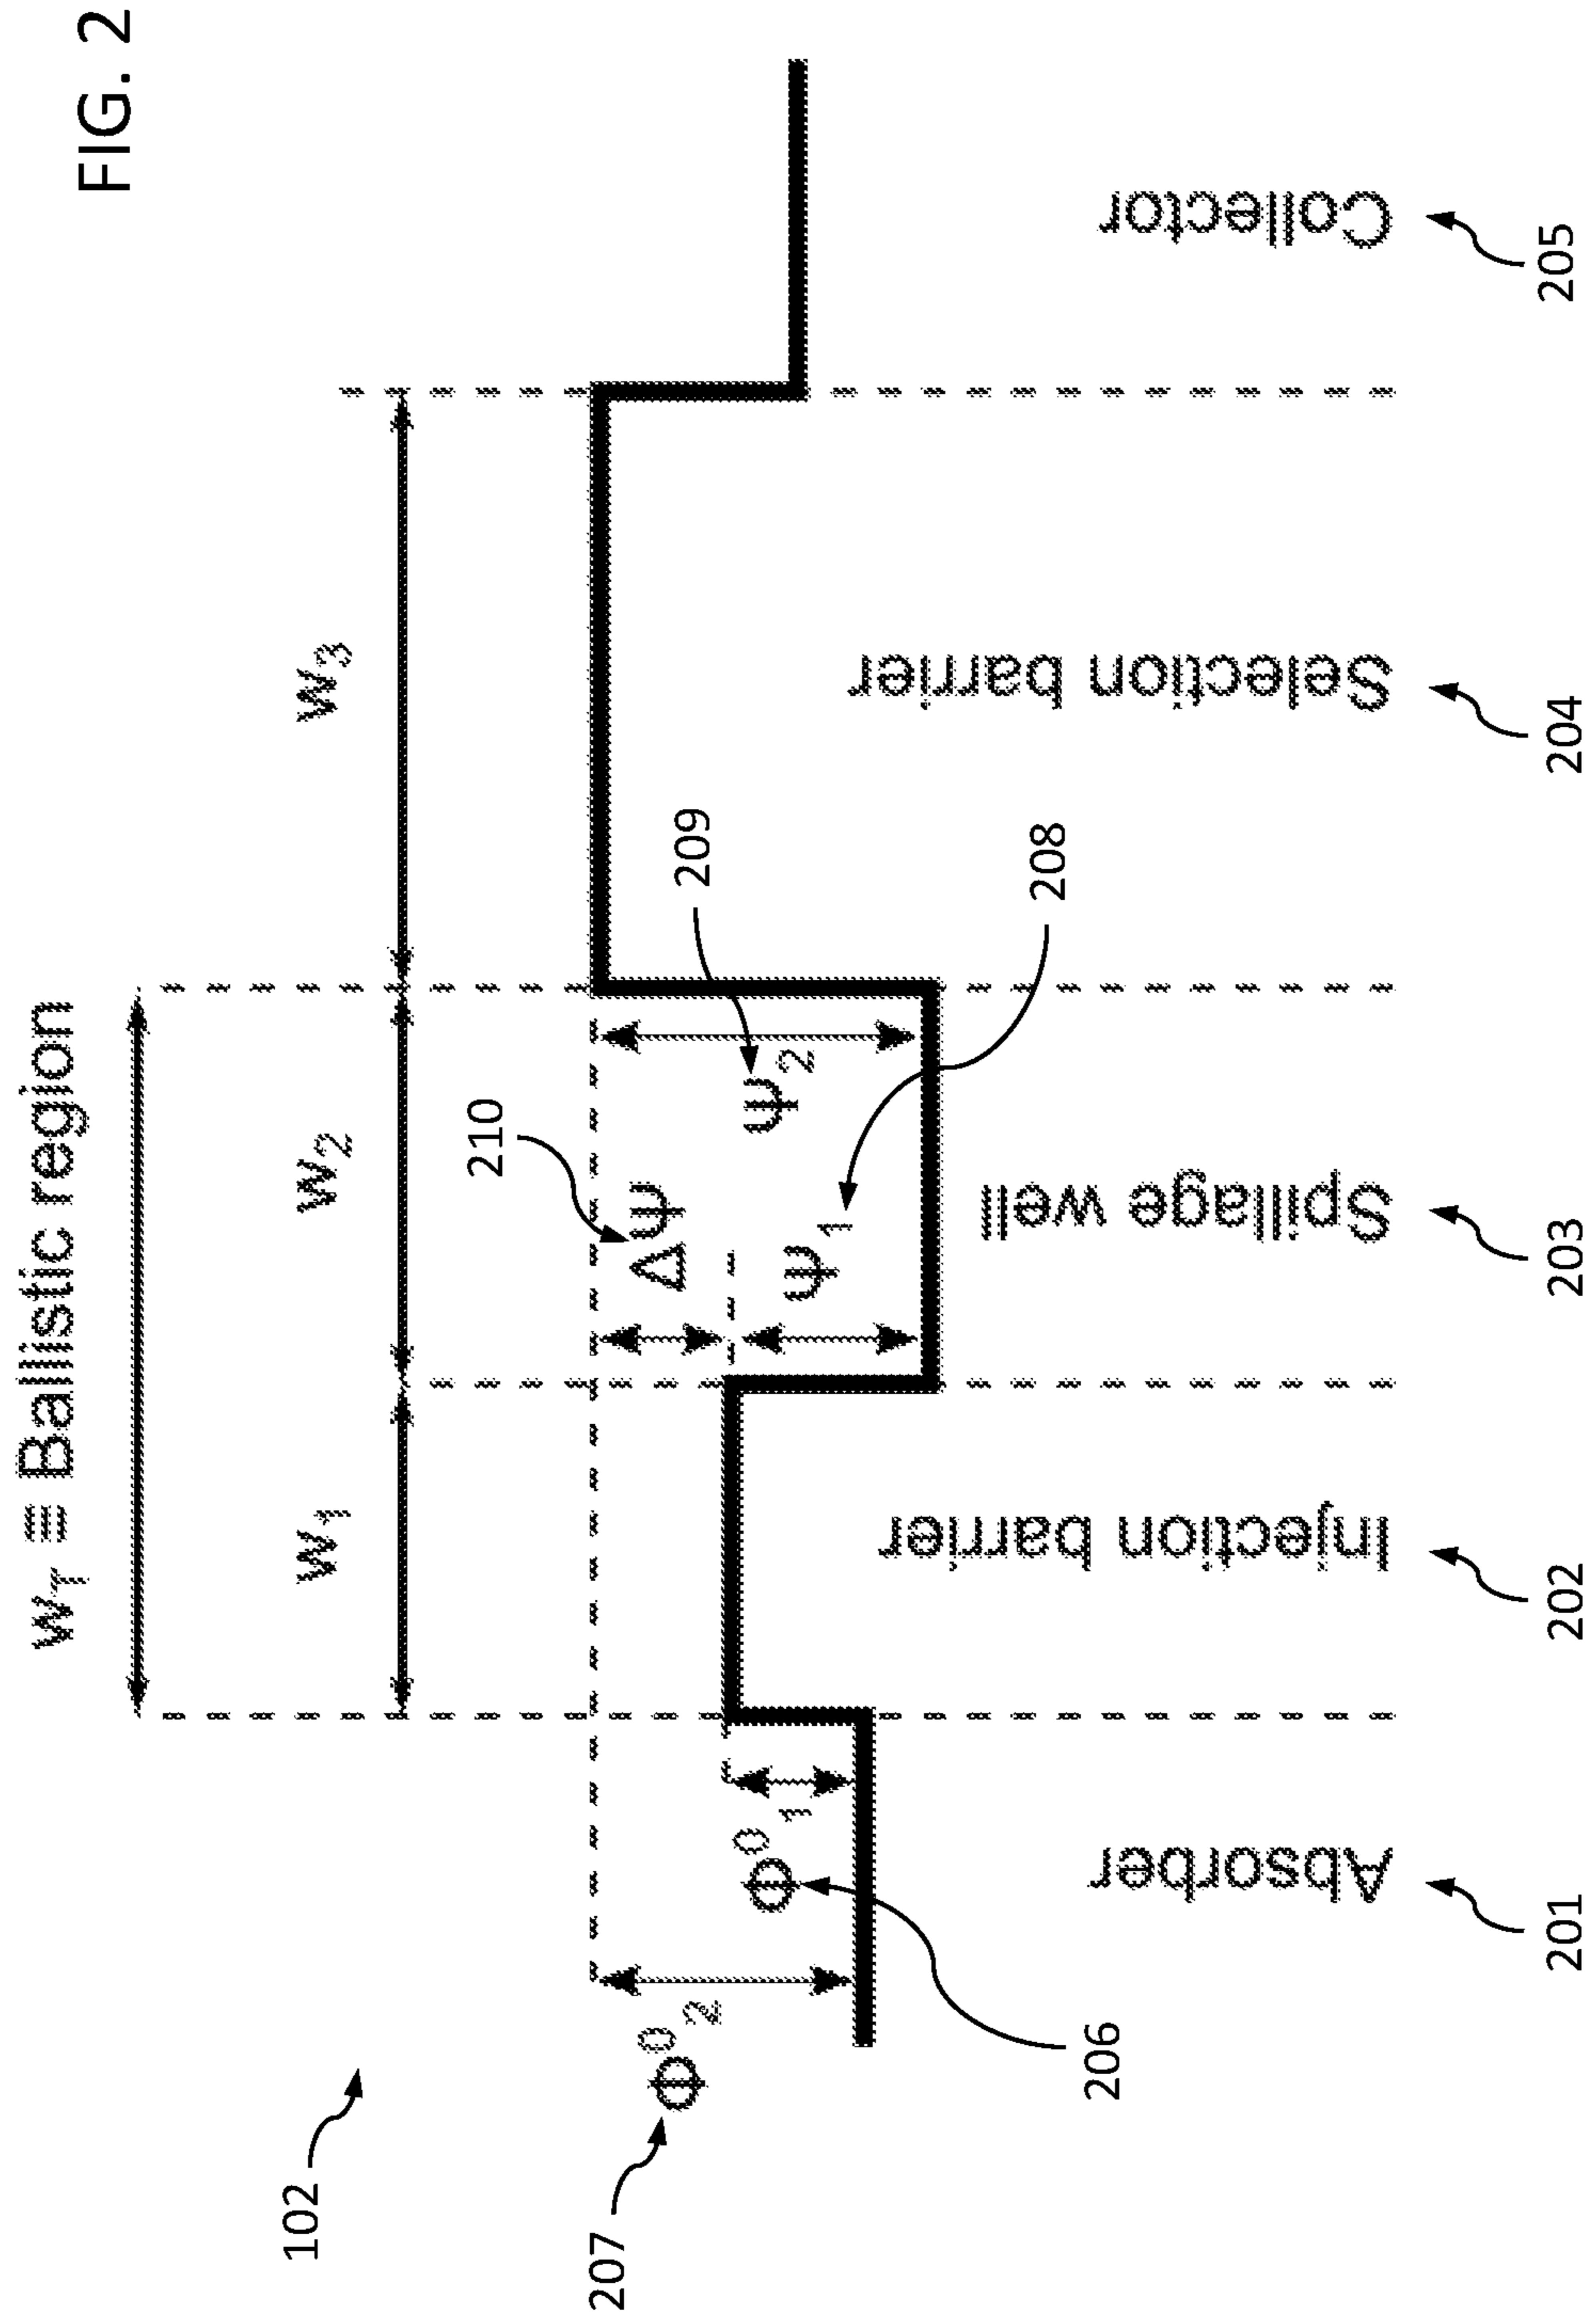 FIG. 2
w_T ≡ Ballistic region
102
w₁
w₂
w₃
207
Φ⁰₂
206
Φ⁰₁
210
Δψ
ψ₁
208
ψ₂
209
Absorber
Injection barrier
Spillage well
Selection barrier
Collector
201
202
203
204
205